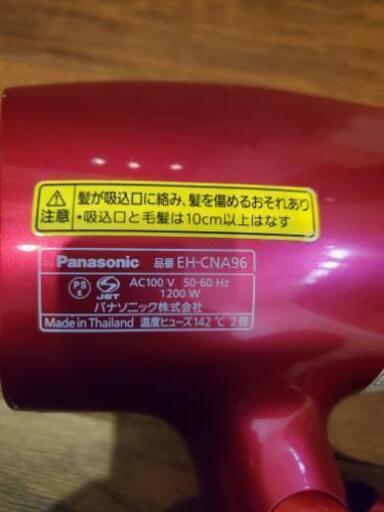 注意
髪が吸込口に絡み、髪を傷めるおそれあり
・吸込口と毛髪は10cm以上はなす
Panasonic 品番 EH-CNA96
PS E JET AC100 V 50-60 Hz
1200 W
パナソニック株式会社
Made in Thailand 温度ヒューズ142℃ 2個